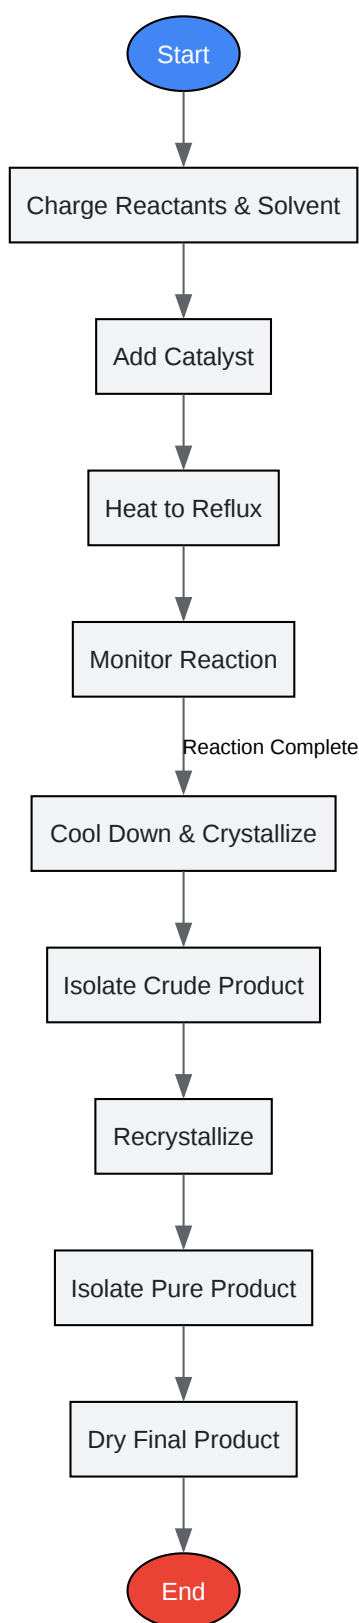 Start
Charge Reactants & Solvent
Add Catalyst
Heat to Reflux
Monitor Reaction
Reaction Complete
Cool Down & Crystallize
Isolate Crude Product
Recrystallize
Isolate Pure Product
Dry Final Product
End